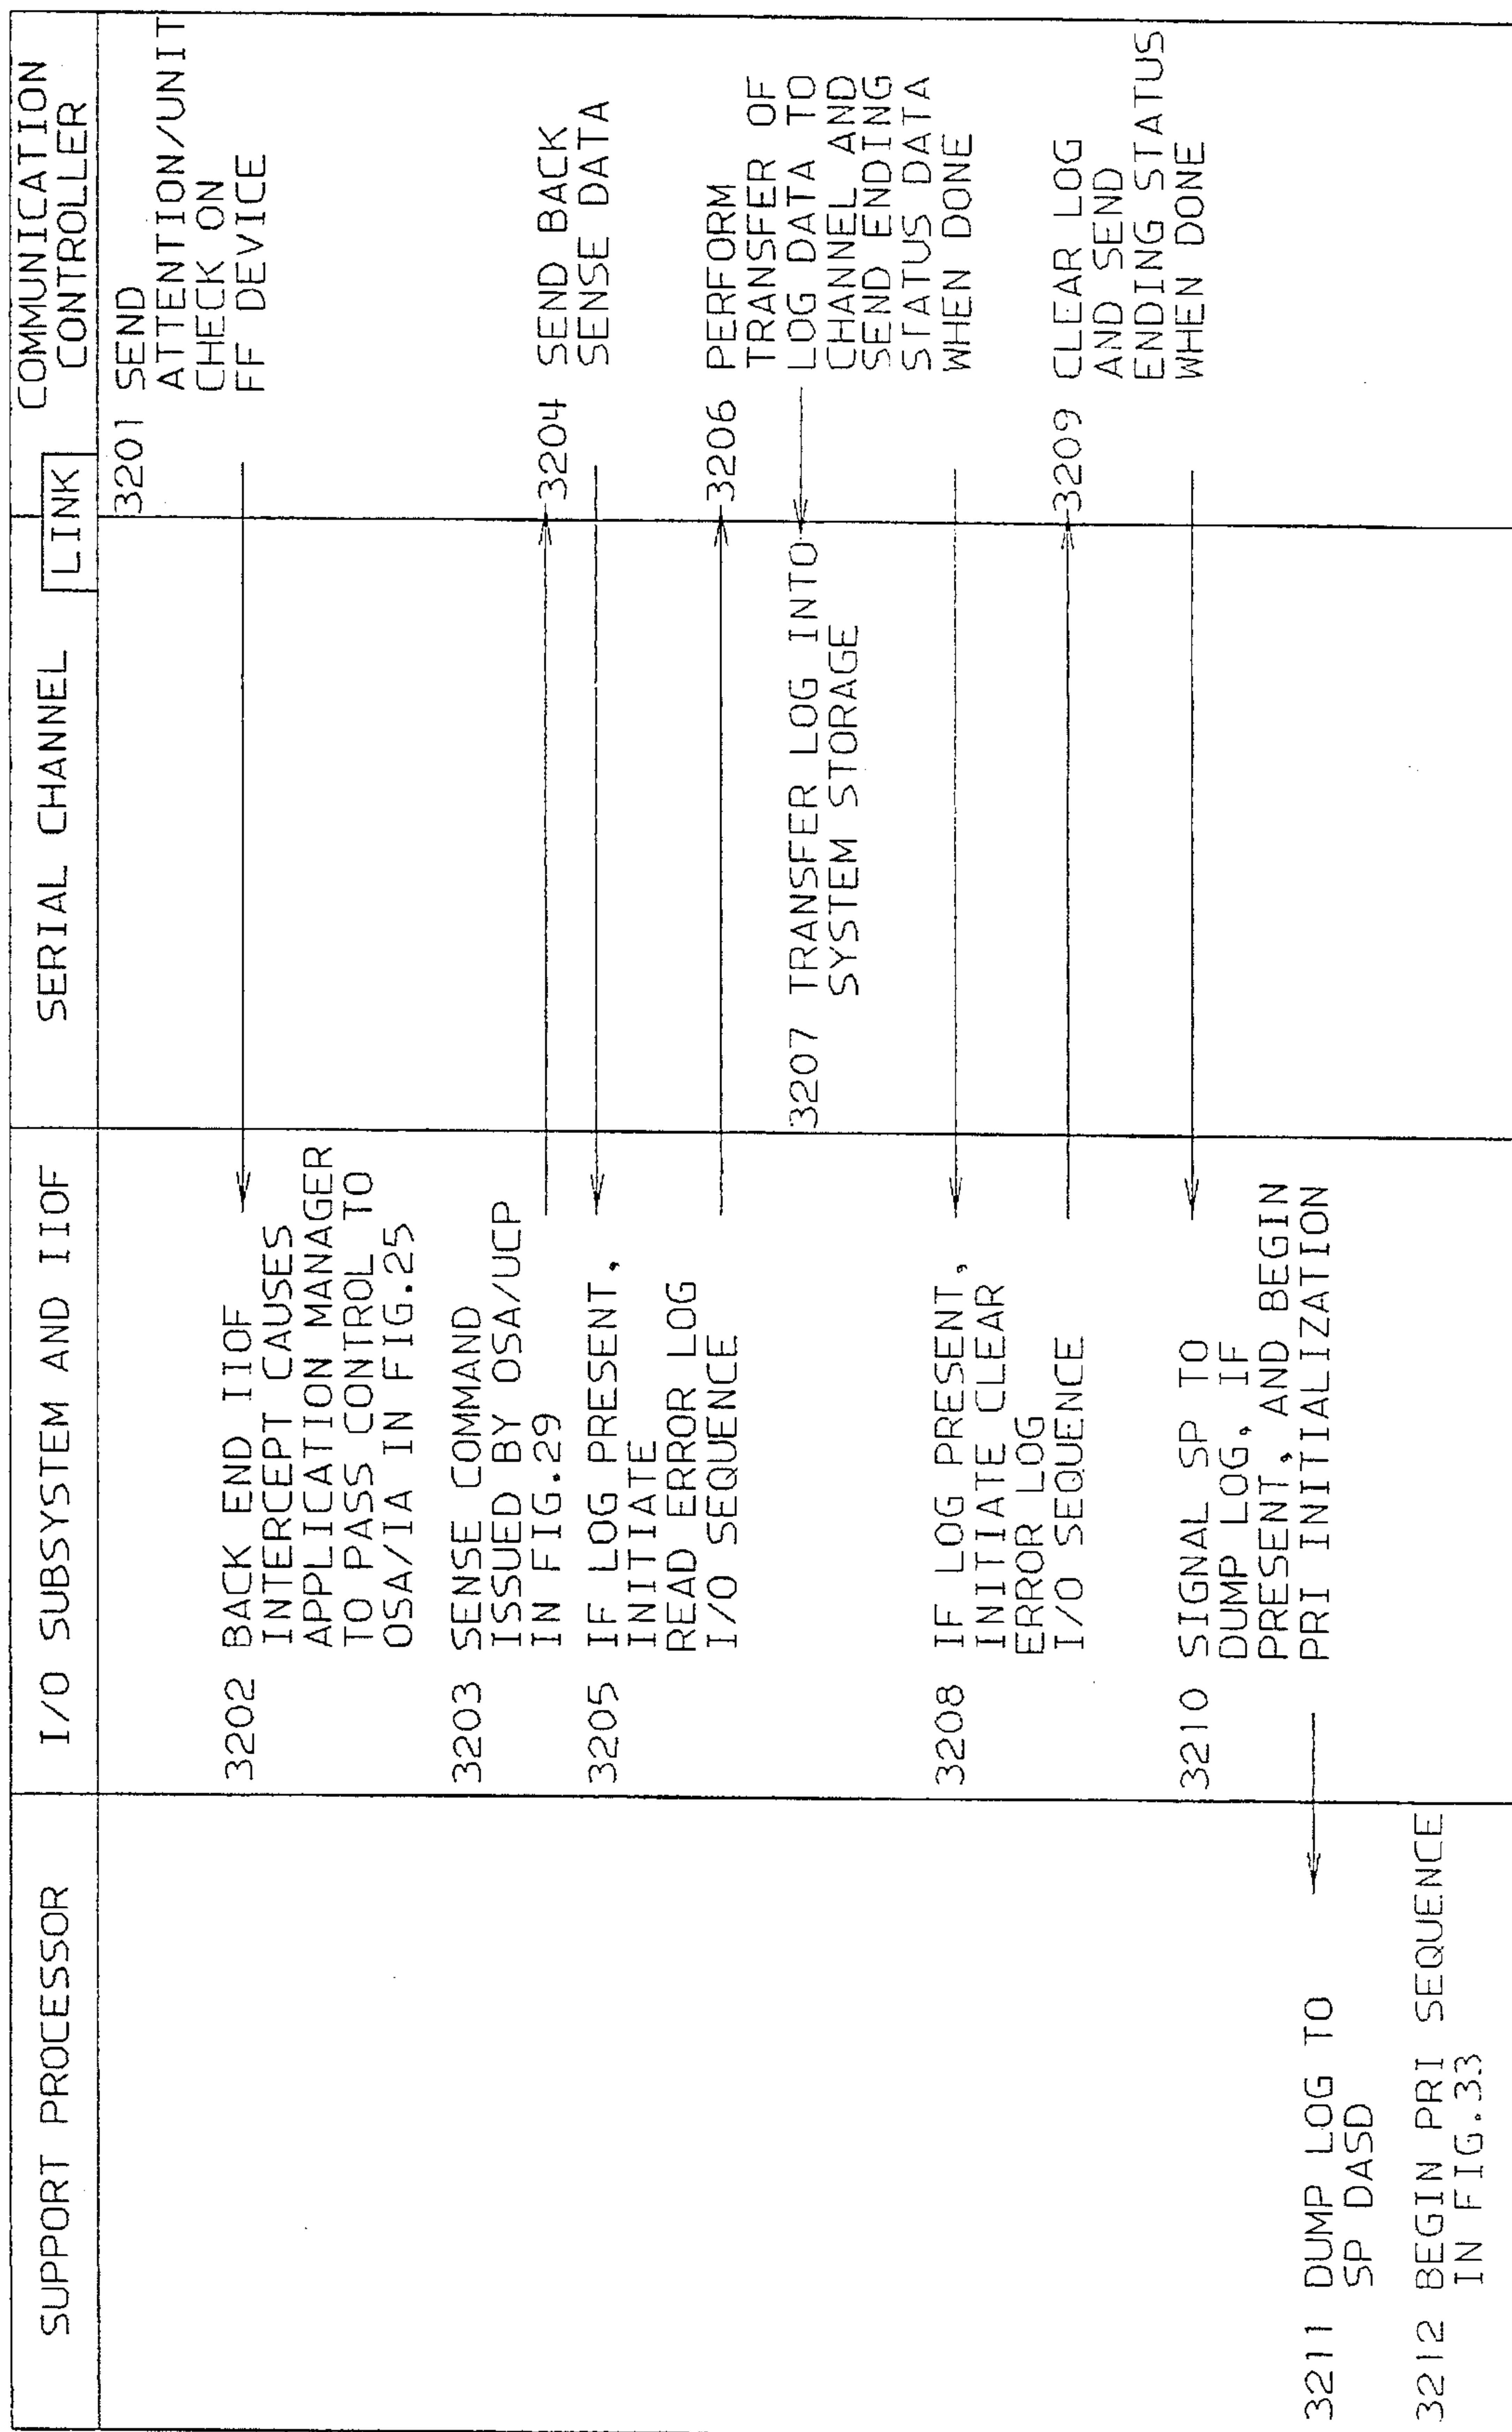 SUPPORT PROCESSOR
I/O SUBSYSTEM AND IIOF
SERIAL CHANNEL
LINK
COMMUNICATION
CONTROLLER
3201 SEND
ATTENTION/UNIT
CHECK ON
FF DEVICE
3202 BACK END IIOF
INTERCEPT CAUSES
APPLICATION MANAGER
TO PASS CONTROL TO
OSA/IA IN FIG.25
3203 SENSE COMMAND
ISSUED BY OSA/UCP
IN FIG.29
3204 SEND BACK
SENSE DATA
3205 IF LOG PRESENT,
INITIATE
READ ERROR LOG
I/O SEQUENCE
3206 PERFORM
TRANSFER OF
LOG DATA TO
CHANNEL AND
SEND ENDING
STATUS DATA
WHEN DONE
3207 TRANSFER LOG INTO
SYSTEM STORAGE
3208 IF LOG PRESENT,
INITIATE CLEAR
ERROR LOG
I/O SEQUENCE
3209 CLEAR LOG
AND SEND
ENDING STATUS
WHEN DONE
3210 SIGNAL SP TO
DUMP LOG, IF
PRESENT, AND BEGIN
PRI INITIALIZATION
3211 DUMP LOG TO
SP DASD
3212 BEGIN PRI SEQUENCE
IN FIG.33